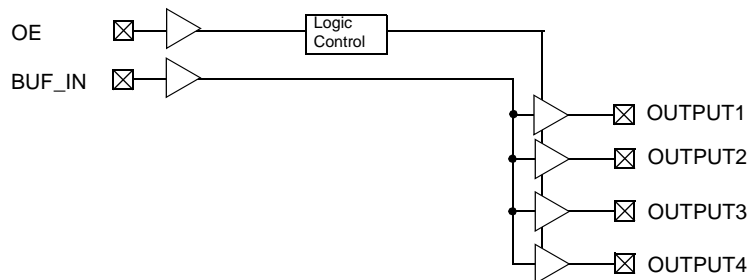 OE
Logic
Control
BUF_IN
OUTPUT1
OUTPUT2
OUTPUT3
OUTPUT4